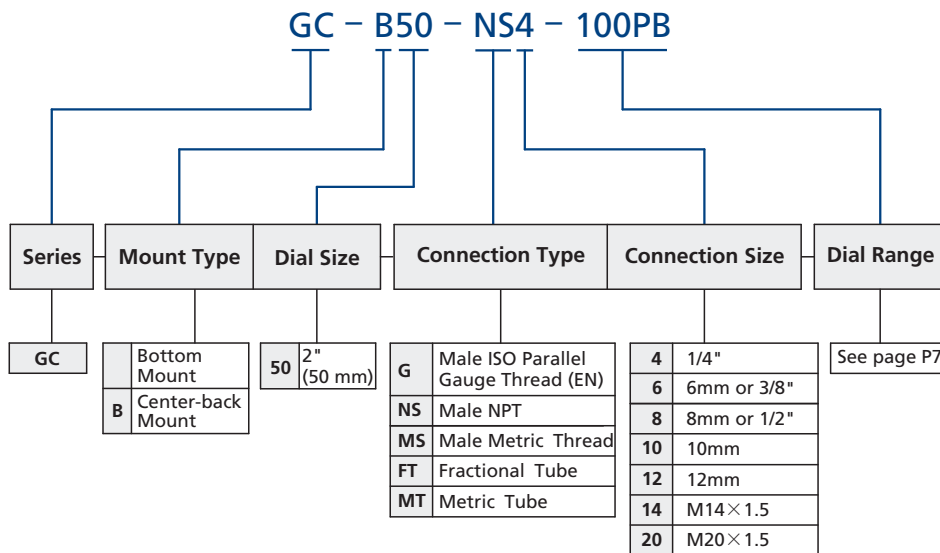 GC – B50 – NS4 – 100PB
Series
Mount Type
Dial Size
Connection Type
Connection Size
Dial Range
GC
Bottom
Mount
B Center-back
Mount
50 2"
(50 mm)
G Male ISO Parallel
Gauge Thread (EN)
NS Male NPT
MS Male Metric Thread
FT Fractional Tube
MT Metric Tube
4 1/4"
6 6mm or 3/8"
8 8mm or 1/2"
10 10mm
12 12mm
14 M14×1.5
20 M20×1.5
See page P7